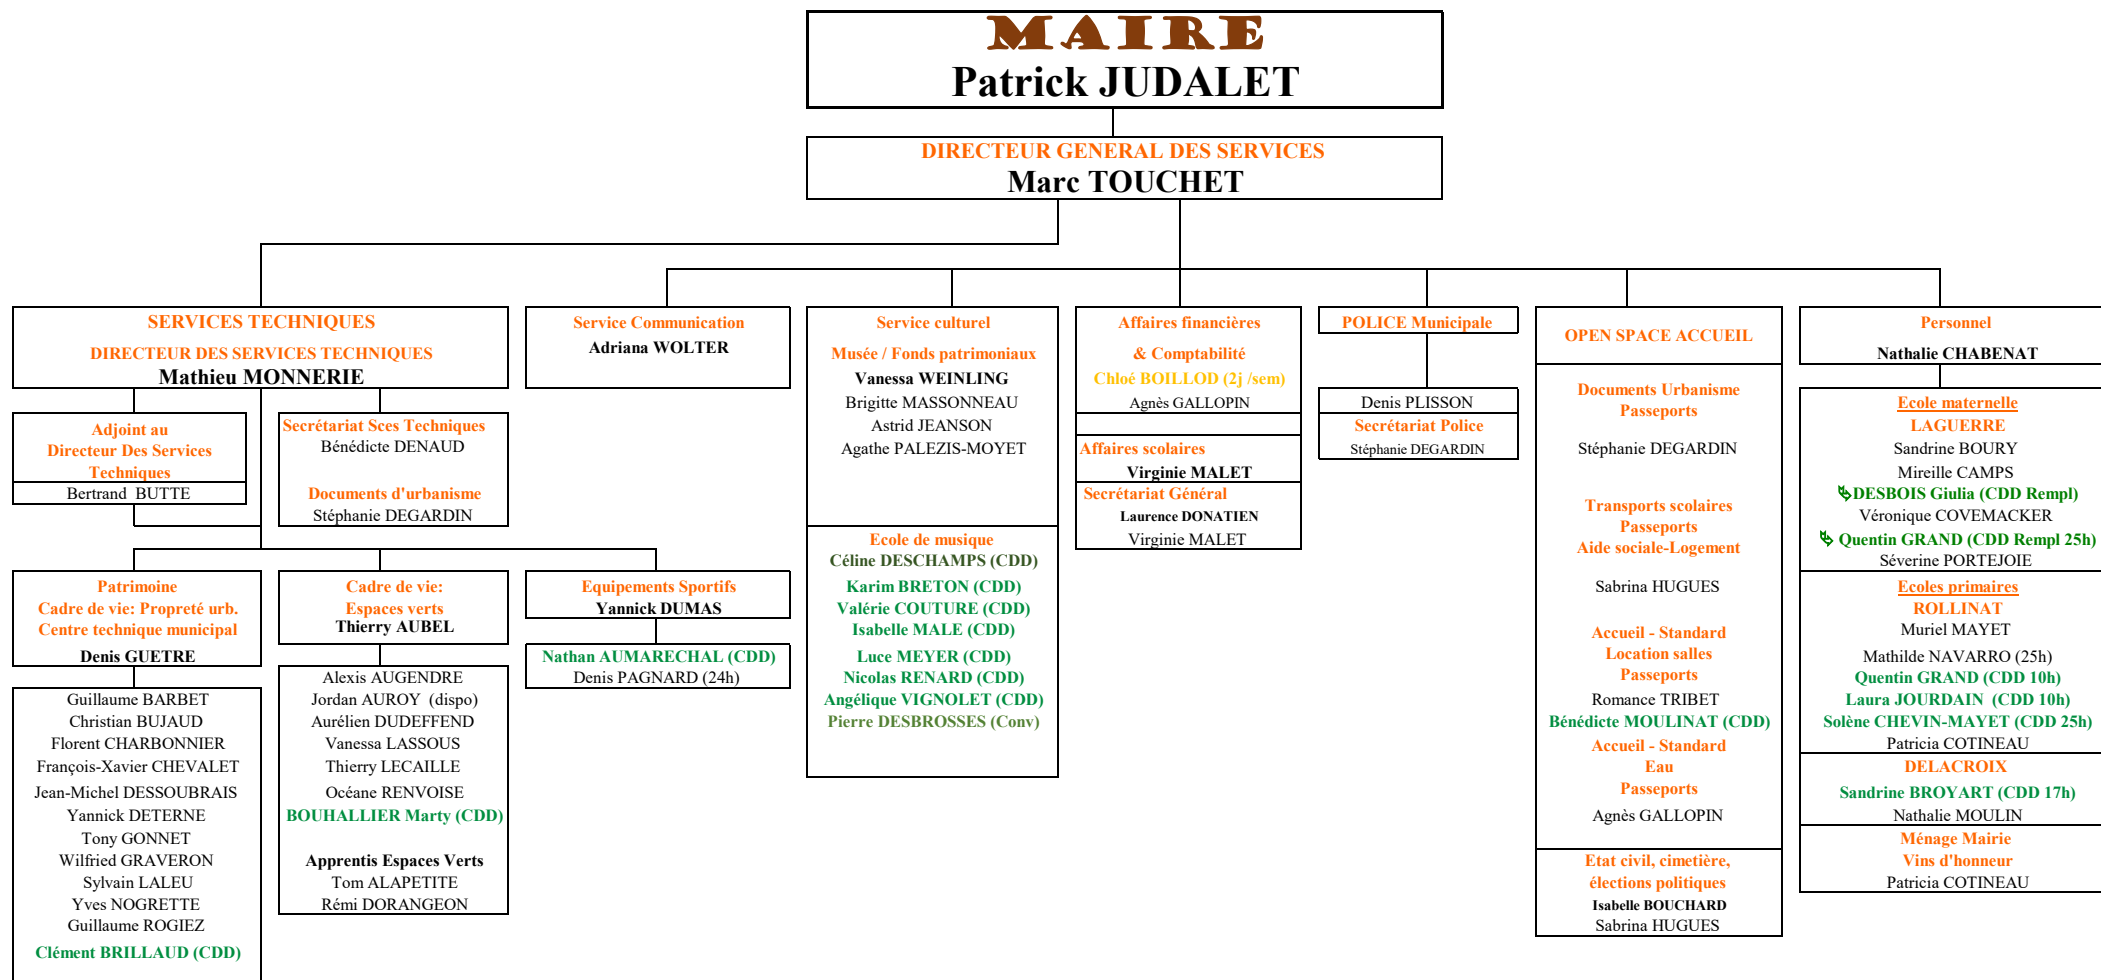 MAIRE
Patrick JUDALET
DIRECTEUR GENERAL DES SERVICES
Marc TOUCHET
SERVICES TECHNIQUES
DIRECTEUR DES SERVICES TECHNIQUES
Mathieu MONNERIE
Adjoint au
Directeur Des Services
Techniques
Bertrand BUTTE
Secrétariat Sces Techniques
Bénédicte DENAUD
Documents d'urbanisme
Stéphanie DEGARDIN
Patrimoine
Cadre de vie: Propreté urb.
Centre technique municipal
Denis GUETRE
Guillaume BARBET
Christian BUJAUD
Florent CHARBONNIER
François-Xavier CHEVALET
Jean-Michel DESSOUBRAIS
Yannick DETERNE
Tony GONNET
Wilfried GRAVERON
Sylvain LALEU
Yves NOGRETTE
Guillaume ROGIEZ
Clément BRILLAUD (CDD)
Cadre de vie:
Espaces verts
Thierry AUBEL
Alexis AUGENDRE
Jordan AUROY (dispo)
Aurélien DUDEFFEND
Vanessa LASSOUS
Thierry LECAILLE
Océane RENVOISE
BOUHALLIER Marty (CDD)
Apprentis Espaces Verts
Tom ALAPETITE
Rémi DORANGEON
Equipements Sportifs
Yannick DUMAS
Nathan AUMARECHAL (CDD)
Denis PAGNARD (24h)
Service Communication
Adriana WOLTER
Service culturel
Musée / Fonds patrimoniaux
Vanessa WEINLING
Brigitte MASSONNEAU
Astrid JEANSON
Agathe PALEZIS-MOYET
Ecole de musique
Céline DESCHAMPS (CDD)
Karim BRETON (CDD)
Valérie COUTURE (CDD)
Isabelle MALE (CDD)
Luce MEYER (CDD)
Nicolas RENARD (CDD)
Angélique VIGNOLET (CDD)
Pierre DESBROSSES (Conv)
Affaires financières
& Comptabilité
Chloé BOILLOD (2j /sem)
Agnès GALLOPIN
Affaires scolaires
Virginie MALET
Secrétariat Général
Laurence DONATIEN
Virginie MALET
POLICE Municipale
Denis PLISSON
Secrétariat Police
Stéphanie DEGARDIN
OPEN SPACE ACCUEIL
Documents Urbanisme
Passeports
Stéphanie DEGARDIN
Transports scolaires
Passeports
Aide sociale-Logement
Sabrina HUGUES
Accueil - Standard
Location salles
Passeports
Romance TRIBET
Bénédicte MOULINAT (CDD)
Accueil - Standard
Eau
Passeports
Agnès GALLOPIN
Etat civil, cimetière,
élections politiques
Isabelle BOUCHARD
Sabrina HUGUES
Personnel
Nathalie CHABENAT
Ecole maternelle
LAGUERRE
Sandrine BOURY
Mireille CAMPS
DESBOIS Giulia (CDD Rempl)
Véronique COVEMACKER
Quentin GRAND (CDD Rempl 25h)
Séverine PORTEJOIE
Ecoles primaires
ROLLINAT
Muriel MAYET
Mathilde NAVARRO (25h)
Quentin GRAND (CDD 10h)
Laura JOURDAIN (CDD 10h)
Solène CHEVIN-MAYET (CDD 25h)
Patricia COTINEAU
DELACROIX
Sandrine BROYART (CDD 17h)
Nathalie MOULIN
Ménage Mairie
Vins d'honneur
Patricia COTINEAU